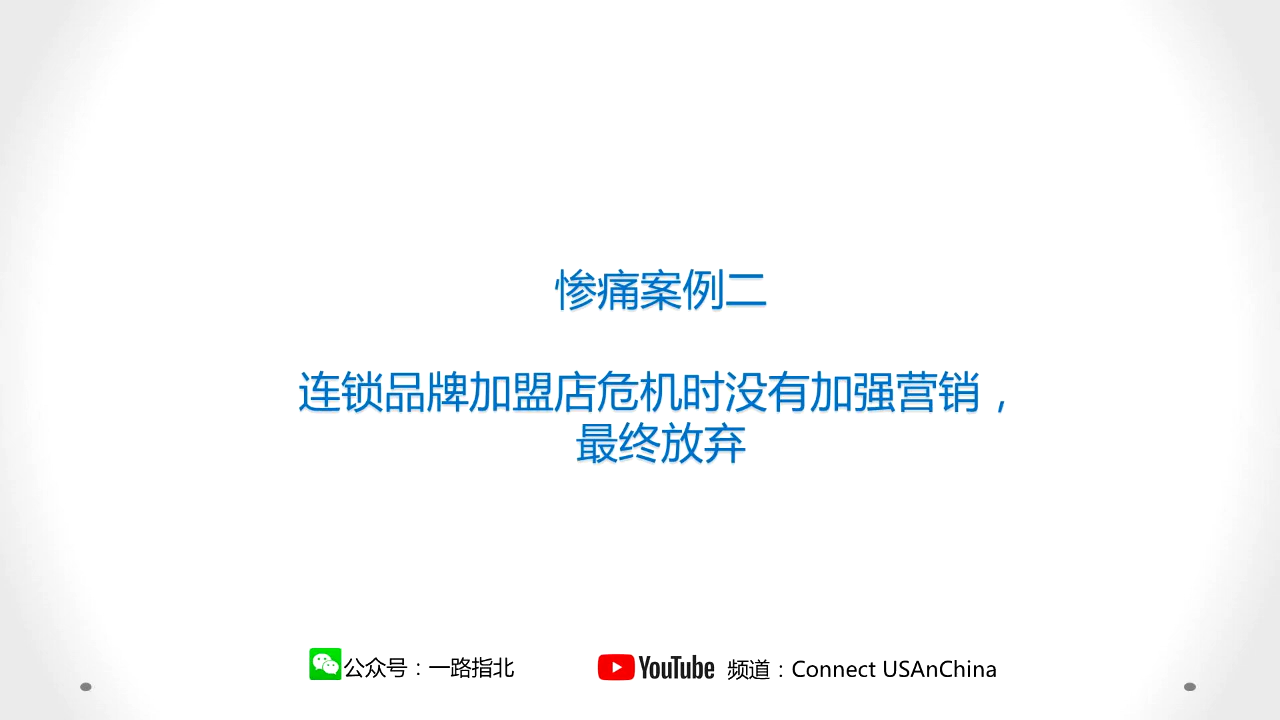 惨痛案例二
连锁品牌加盟店危机时没有加强营销，
最终放弃
公众号：一路指北
YouTube 频道：Connect USAnChina